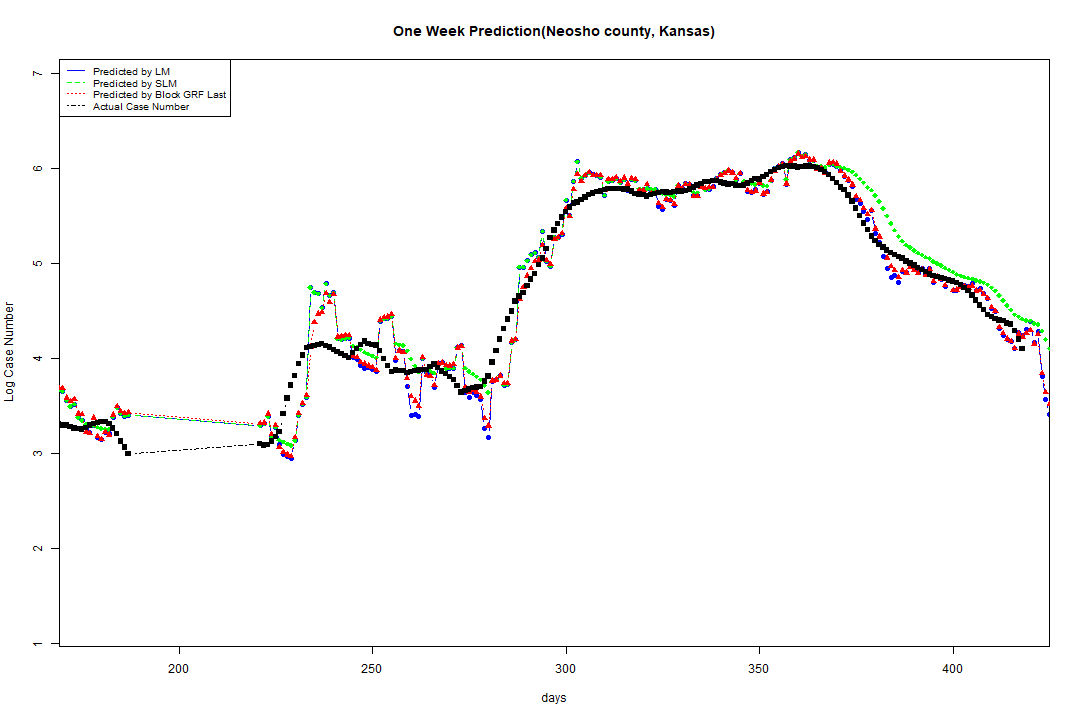 One Week Prediction(Neosho county, Kansas)
Predicted by LM
Predicted by SLM
Predicted by Block GRF Last
Actual Case Number
7
6
5
4
3
2
1
Log Case Number
200 250 300 350 400
days